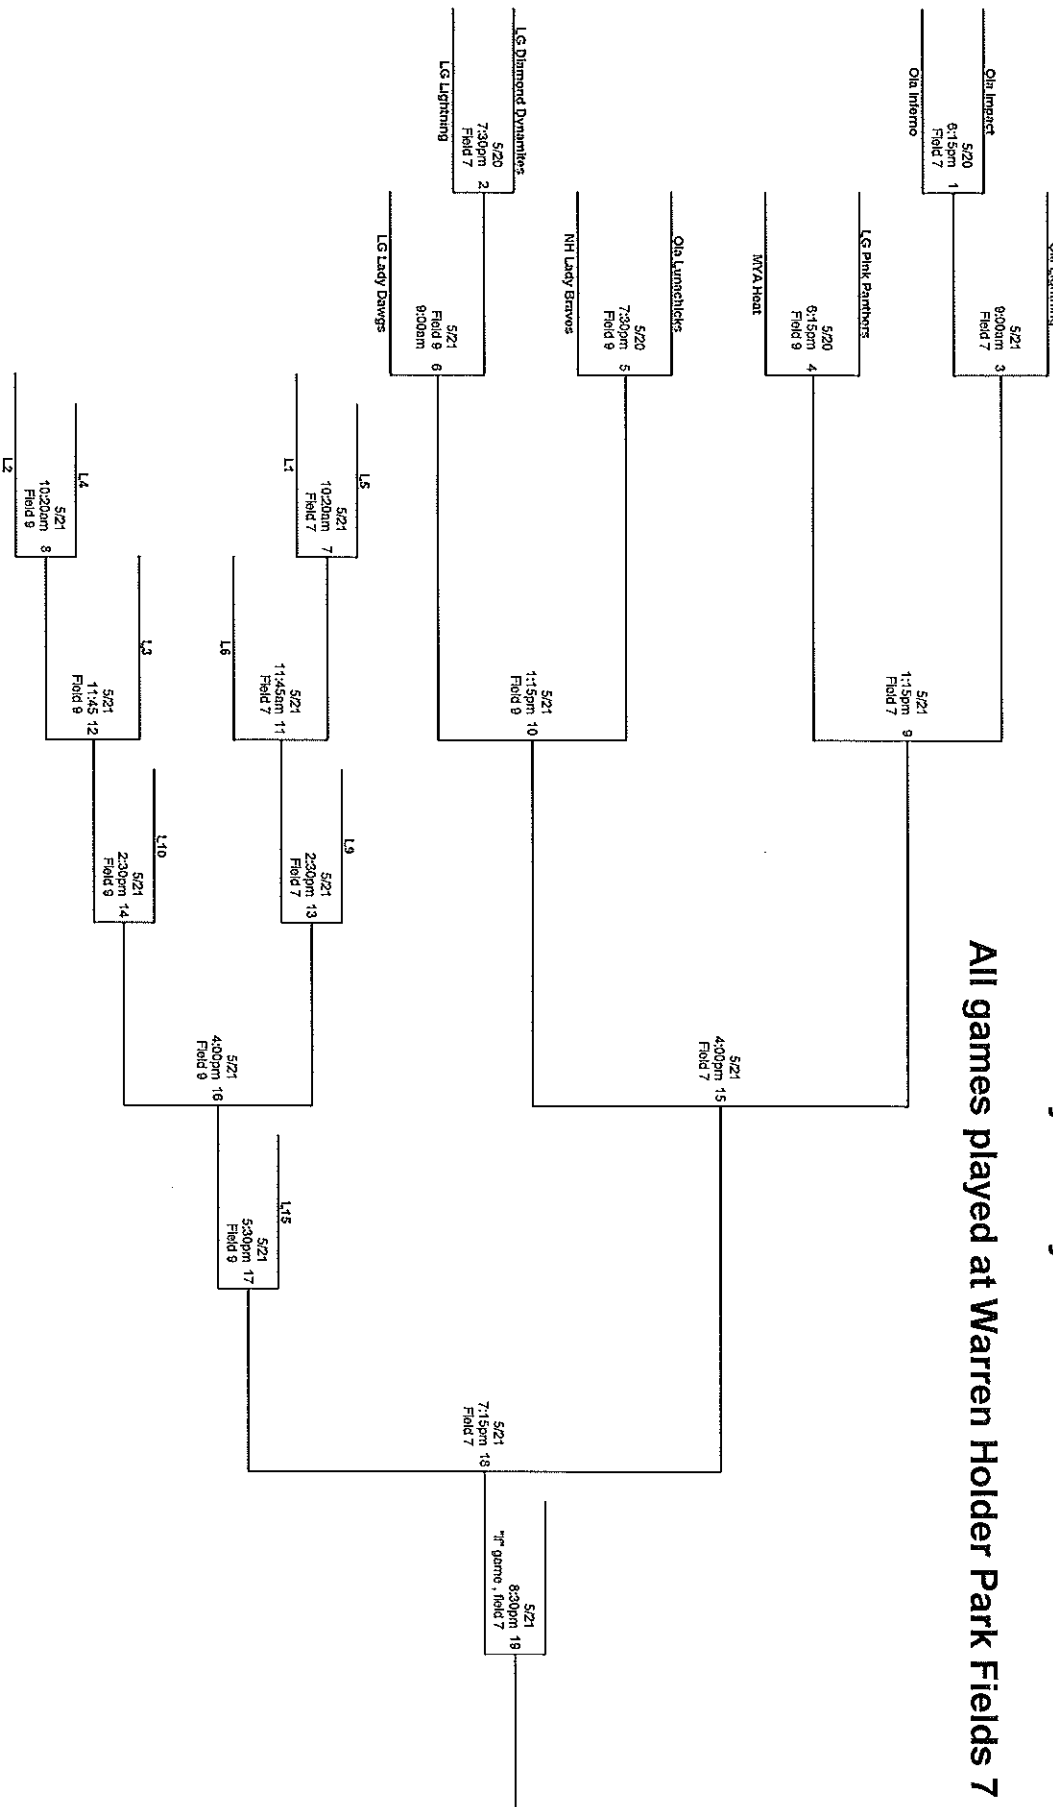 All games played at Warren Holder Park Fields 7
5/21
9:00am
Field 7
3
Ola Impact
5/20
6:15pm
Field 7
1
Ola Inferno
5/21
1:15pm
Field 7
9
LG Pink Panthers
5/20
6:15pm
Field 9
4
MYA Heat
5/21
4:00pm
Field 7
15
Ola Lunachicks
5/20
7:30pm
Field 9
5
NH Lady Braves
5/21
1:15pm
Field 9
10
LG Diamond Dynamites
5/20
7:30pm
Field 7
2
LG Lightning
5/21
Field 9
9:00am
6
LG Lady Dawgs
5/21
7:15pm
Field 7
18
5/21
8:30pm
"if" game , field 7
19
L5
5/21
10:20am
Field 7
7
L1
5/21
11:45am
Field 7
11
L6
L9
5/21
2:30pm
Field 7
13
5/21
4:00pm
Field 9
16
L15
5/21
5:30pm
Field 9
17
L3
5/21
11:45
Field 9
12
L10
5/21
2:30pm
Field 9
14
L4
5/21
10:20am
Field 9
8
L2